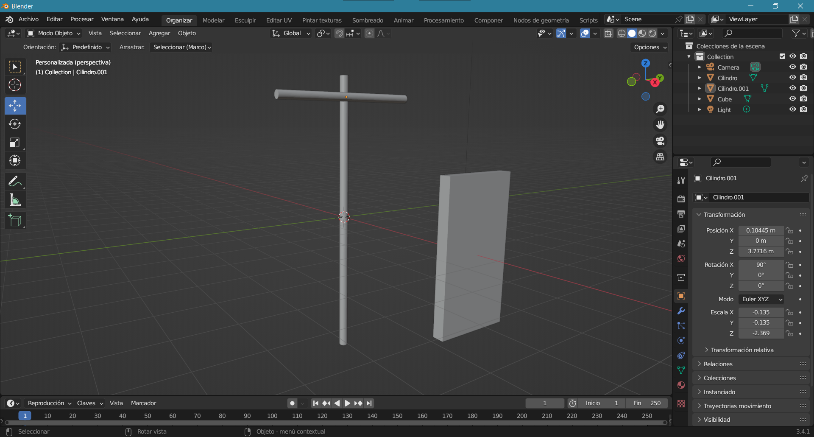 Blender
Archivo Editar Procesar Ventana Ayuda Organizar Modelar Esculpir Editar UV Pintar texturas Sombreado Animar Procesamiento Componer Nodos de geometría Scripts Scene ViewLayer
Modo Objeto Vista Seleccionar Agregar Objeto Global
Orientación: Predefinido Arrastrar: Seleccionar (Marco) Opciones
Personalizada (perspectiva)
(1) Collection | Cilindro.001
Z
Y
X
Colecciones de la escena
Collection
Camera
Cilindro
Cilindro.001
Cube
Light
Cilindro.001
Cilindro.001
Transformación
Posición X 0.10445 m
Y 0 m
Z 3.7716 m
Rotación X 90°
Y 0°
Z 0°
Modo Euler XYZ
Escala X -0.135
Y -0.135
Z -2.369
Transformación relativa
Relaciones
Colecciones
Instanciado
Trayectorias movimiento
Visibilidad
Reproducción Claves Vista Marcador 1 Inicio 1 Fin 250
1 10 20 30 40 50 60 70 80 90 100 110 120 130 140 150 160 170 180 190 200 210 220 230 240 250
Seleccionar Rotar vista Objeto - menú contextual 3.4.1